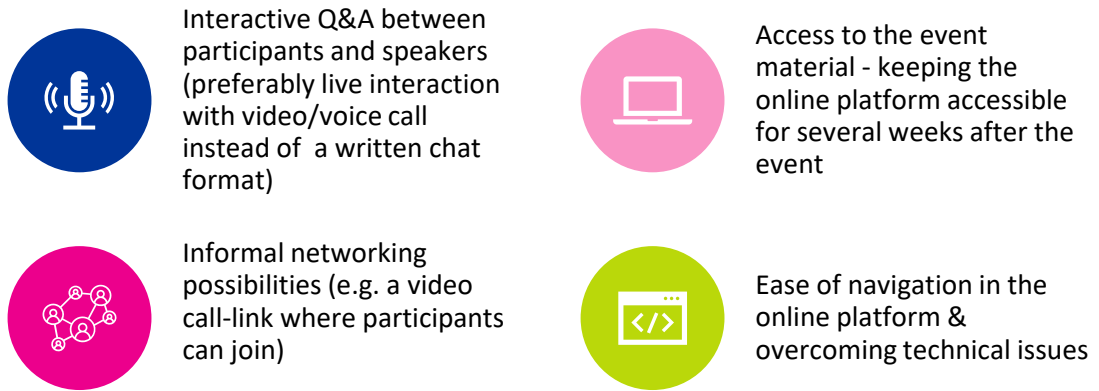 Interactive Q&A between
participants and speakers
(preferably live interaction
with video/voice call
instead of  a written chat
format)
Access to the event
material - keeping the
online platform accessible
for several weeks after the
event
Informal networking
possibilities (e.g. a video
call-link where participants
can join)
Ease of navigation in the
online platform &
overcoming technical issues